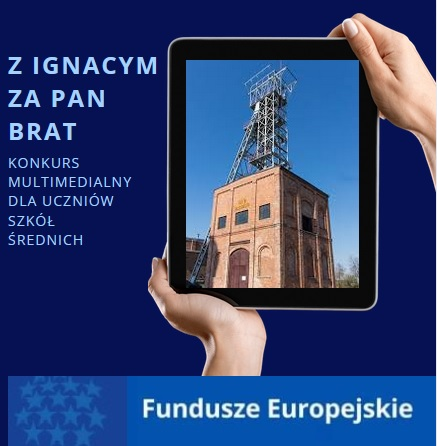 Z IGNACYM
ZA PAN
BRAT
KONKURS
MULTIMEDIALNY
DLA UCZNIÓW
SZKÓŁ
ŚREDNICH
Fundusze Europejskie